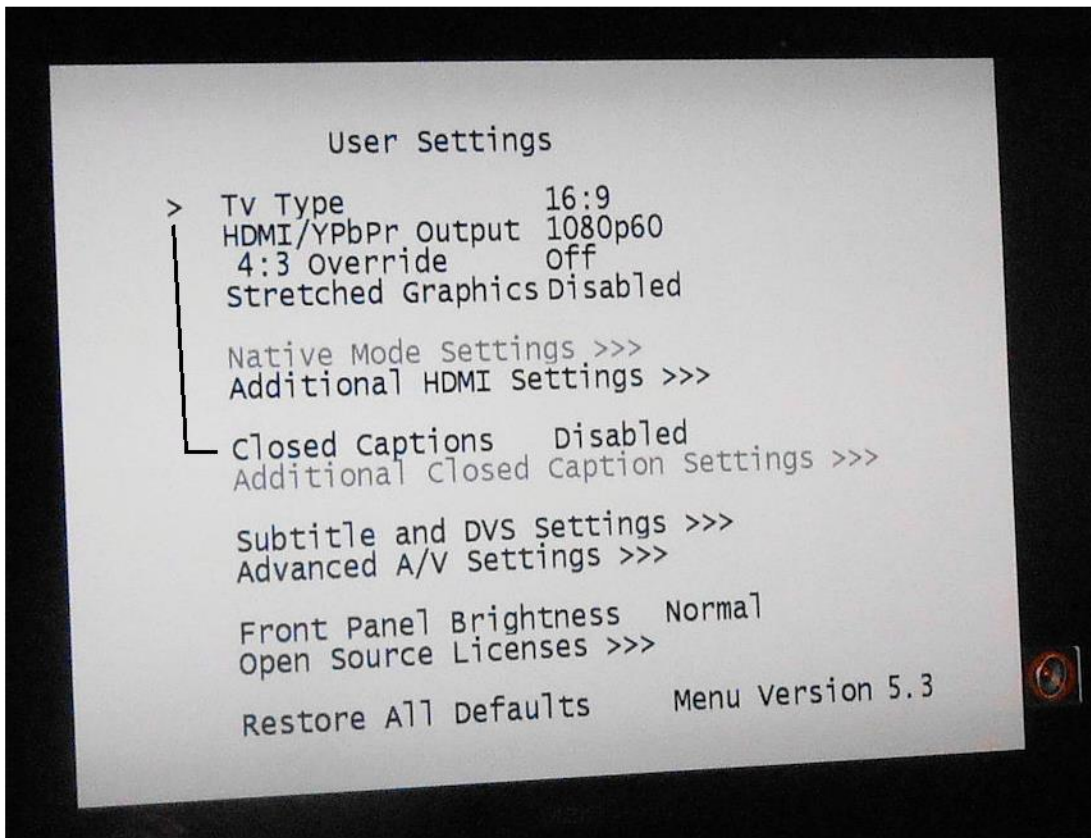 User Settings
> TV Type 16:9
HDMI/YPbPr Output 1080p60
4:3 Override Off
Stretched Graphics Disabled
Native Mode Settings >>>
Additional HDMI Settings >>>
Closed Captions Disabled
Additional Closed Caption Settings >>>
Subtitle and DVS Settings >>>
Advanced A/V Settings >>>
Front Panel Brightness Normal
Open Source Licenses >>>
Restore All Defaults Menu Version 5.3